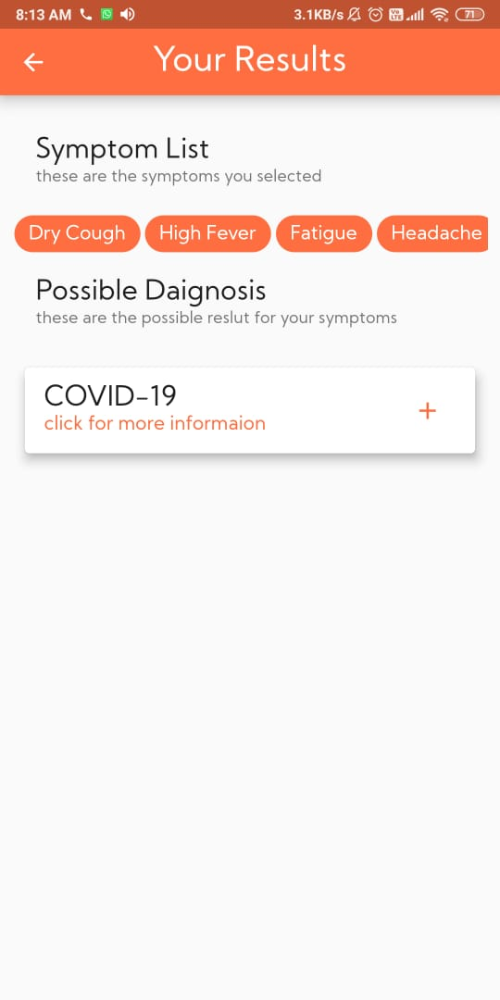 8:13 AM 3.1KB/s Vo LTE 71
Your Results
Symptom List
these are the symptoms you selected
Dry Cough High Fever Fatigue Headache
Possible Daignosis
these are the possible reslut for your symptoms
COVID-19
click for more informaion